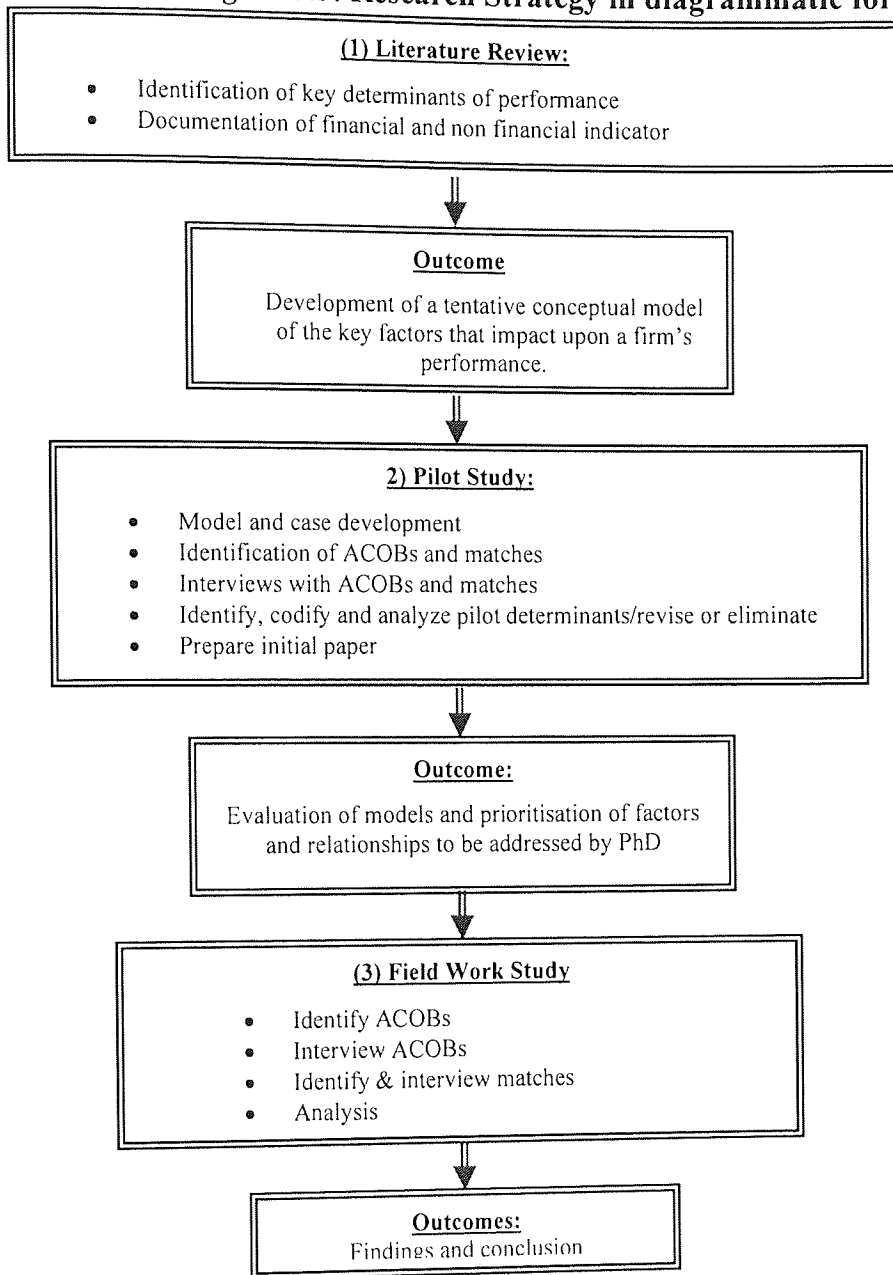 Research Strategy in diagrammatic
(1) Literature Review:
• Identification of key determinants of performance
• Documentation of financial and non financial indicator
Outcome
Development of a tentative conceptual model
of the key factors that impact upon a firm's
performance.
2) Pilot Study:
• Model and case development
• Identification of ACOBs and matches
• Interviews with ACOBs and matches
• Identify, codify and analyze pilot determinants/revise or eliminate
• Prepare initial paper
Outcome:
Evaluation of models and prioritisation of factors
and relationships to be addressed by PhD
(3) Field Work Study
• Identify ACOBs
• Interview ACOBs
• Identify & interview matches
• Analysis
Outcomes:
Findings and conclusion